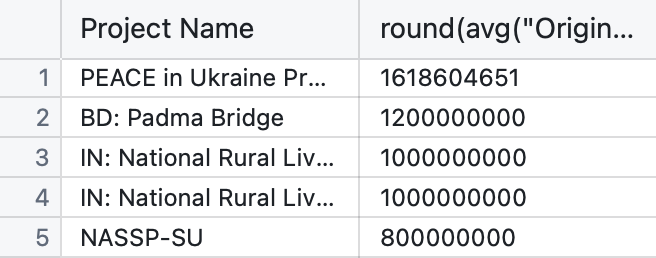 Project Name round(avg("Origin...
1 PEACE in Ukraine Pr... 1618604651
2 BD: Padma Bridge 1200000000
3 IN: National Rural Liv... 1000000000
4 IN: National Rural Liv... 1000000000
5 NASSP-SU 800000000